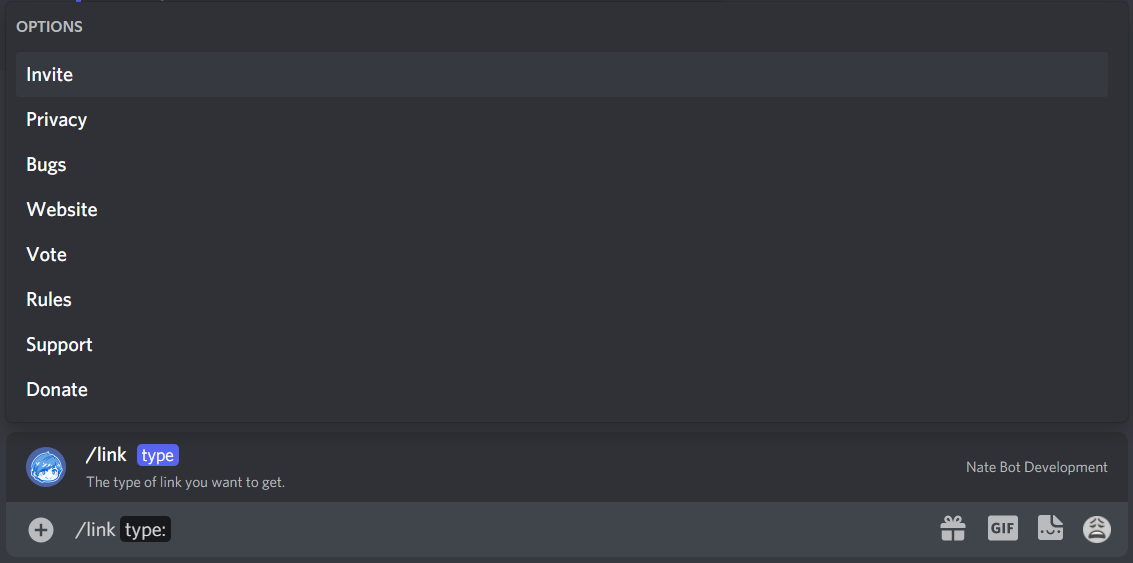 OPTIONS
Invite
Privacy
Bugs
Website
Vote
Rules
Support
Donate
/link type
The type of link you want to get.
Nate Bot Development
/link type:
GIF